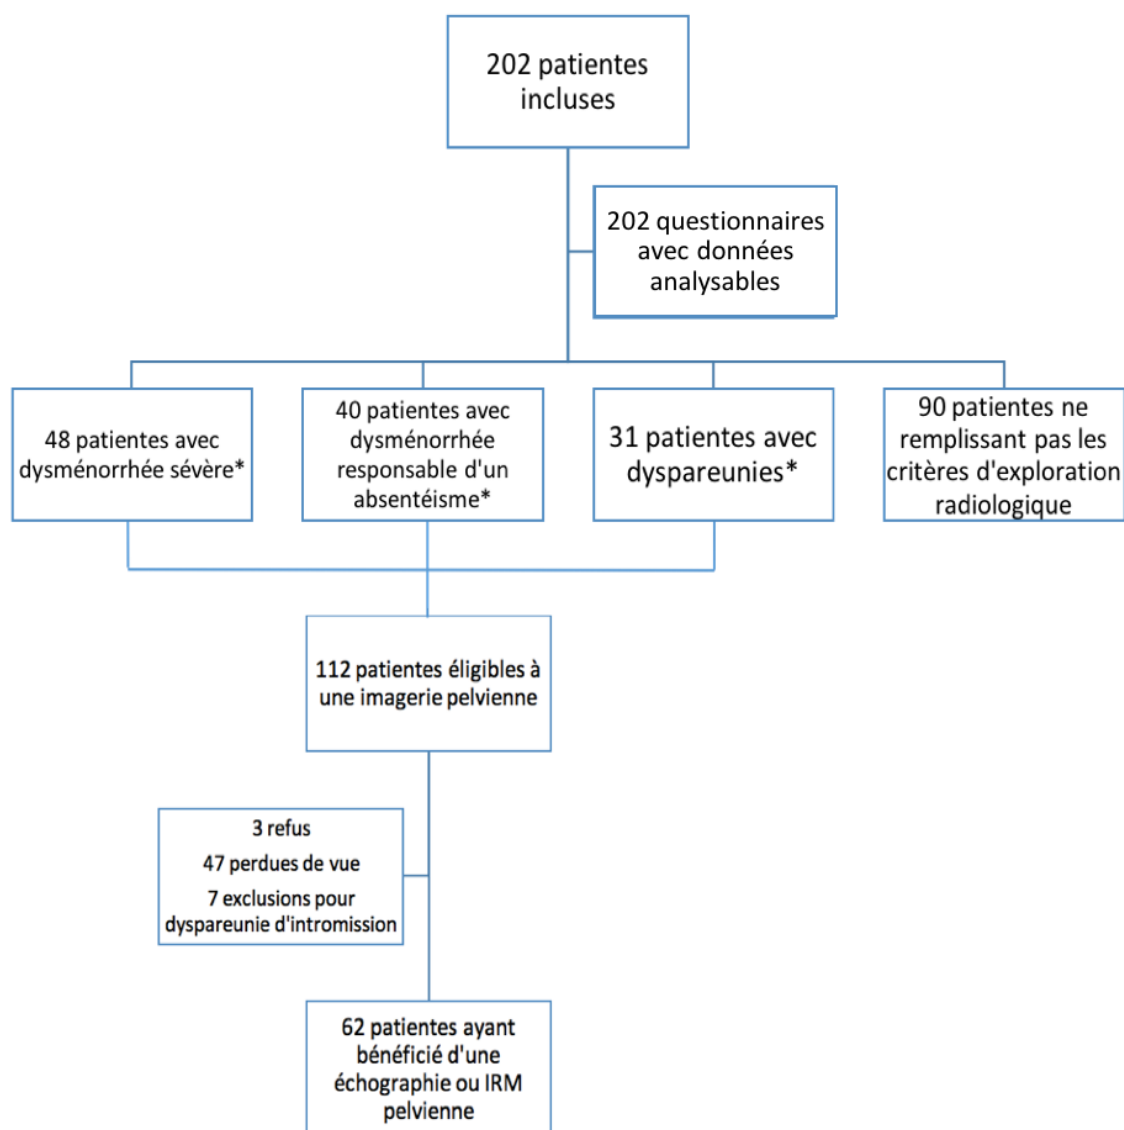 202 patientes
incluses
202 questionnaires
avec données
analysables
48 patientes avec
dysménorrhée sévère*
40 patientes avec
dysménorrhée
responsable d'un
absentéisme*
31 patientes avec
dyspareunies*
90 patientes ne
remplissant pas les
critères d'exploration
radiologique
112 patientes éligibles à
une imagerie pelvienne
3 refus
47 perdues de vue
7 exclusions pour
dyspareunie d'intromission
62 patientes ayant
bénéficié d'une
échographie ou IRM
pelvienne